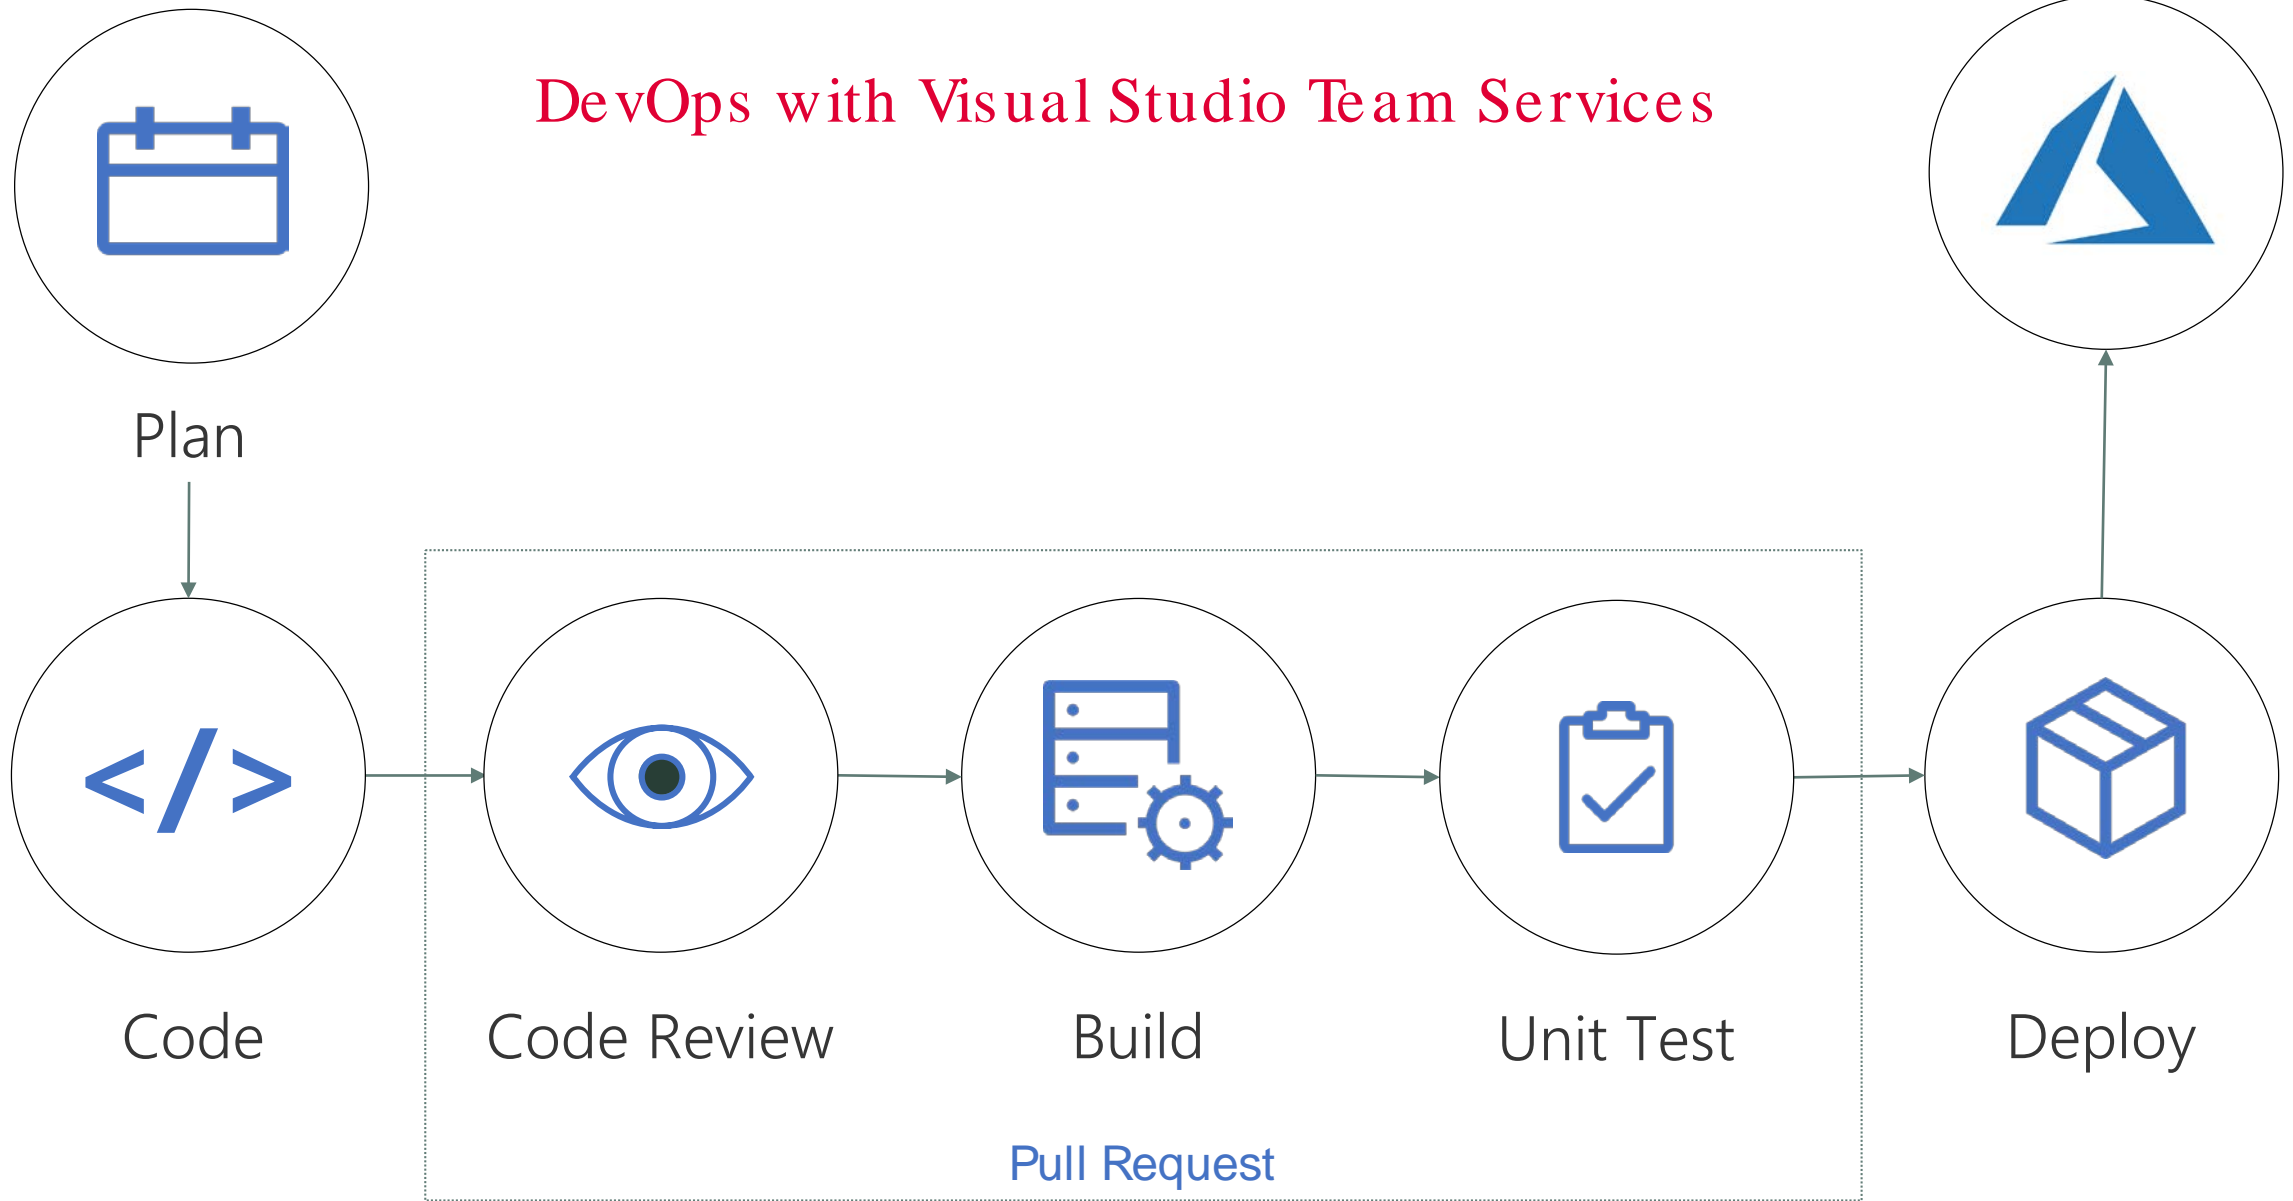 DevOps with Visual Studio Team Services
Plan
</>
Code
Code Review
Build
Unit Test
Deploy
Pull Request